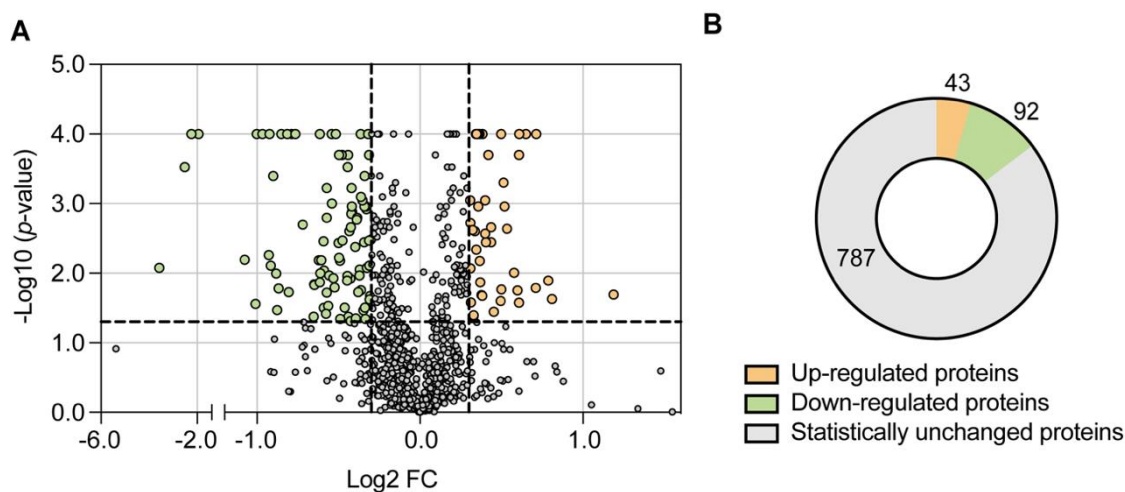 A
5.0
4.0
3.0
2.0
1.0
0.0
-Log10 (p-value)
-6.0 -2.0 -1.0 0.0 1.0
Log2 FC
B
43
92
787
Up-regulated proteins
Down-regulated proteins
Statistically unchanged proteins